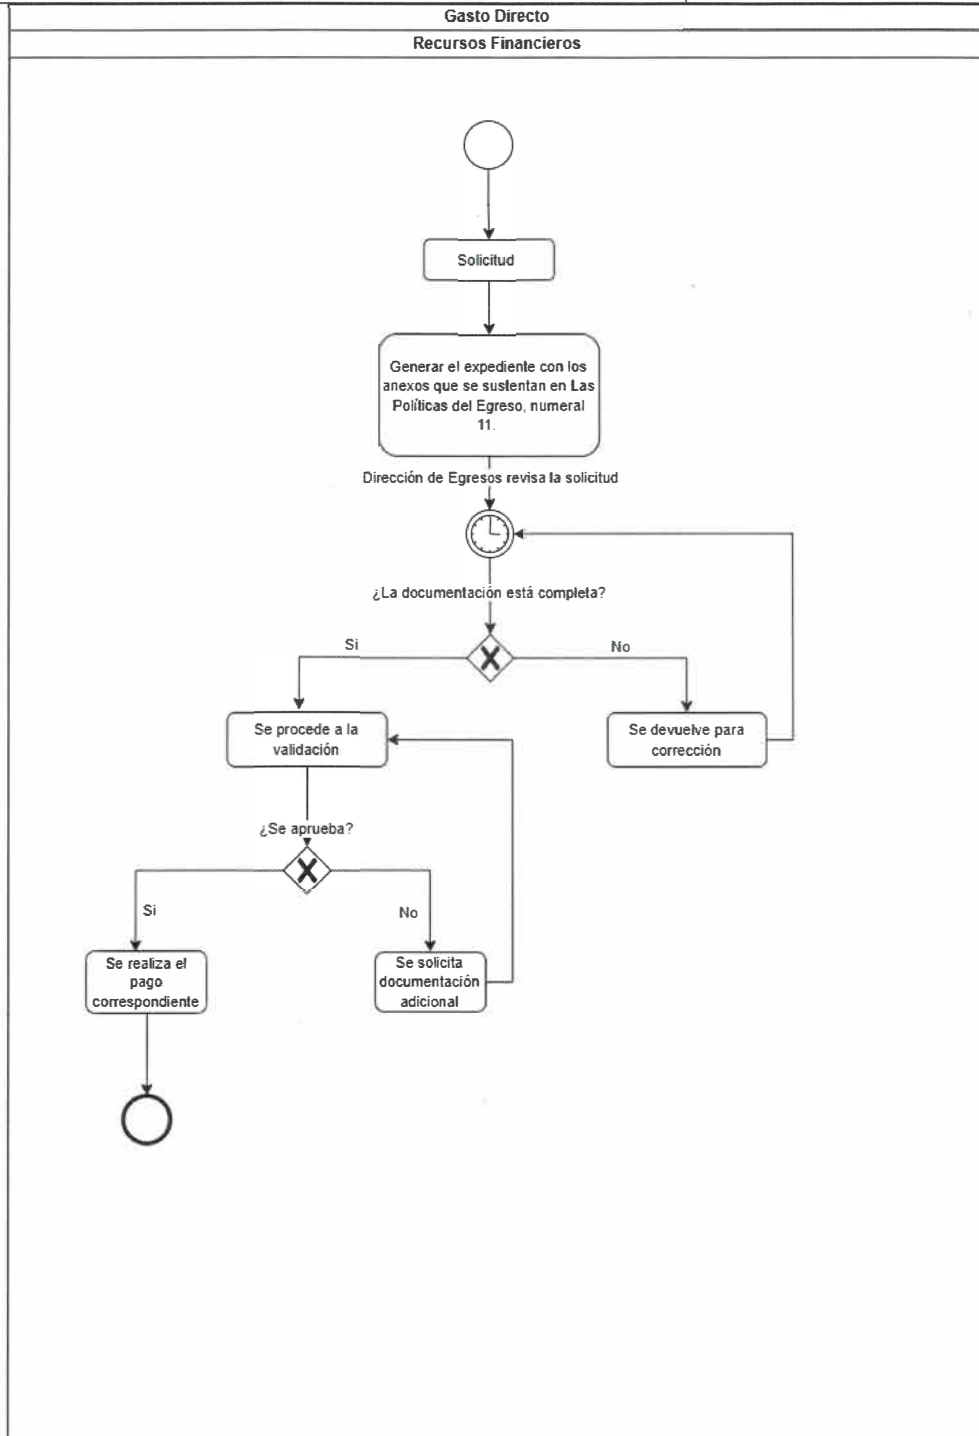 Gasto Directo
Recursos Financieros
Solicitud
Generar el expediente con los
anexos que se sustentan en Las
Políticas del Egreso, numeral
11.
Dirección de Egresos revisa la solicitud
¿La documentación está completa?
Si
No
Se procede a la
validación
Se devuelve para
corrección
¿Se aprueba?
Si
No
Se realiza el
pago
correspondiente
Se solicita
documentación
adicional